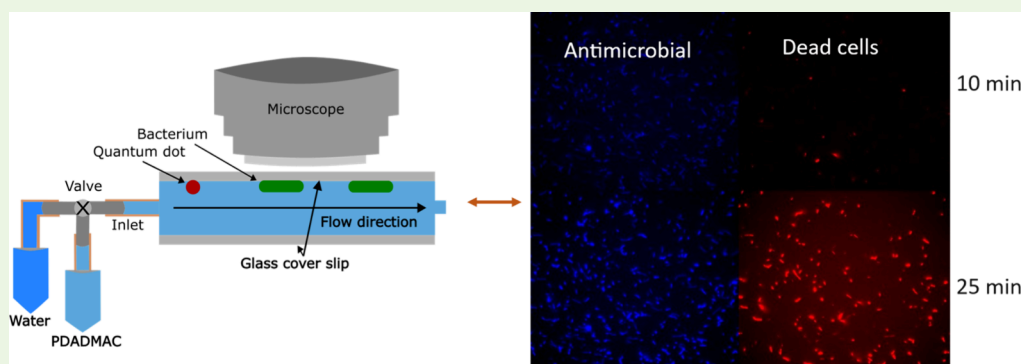 Microscope
Bacterium
Quantum dot
Valve
Inlet
Flow direction
Glass cover slip
Water
PDADMAC
Antimicrobial
Dead cells
10 min
25 min